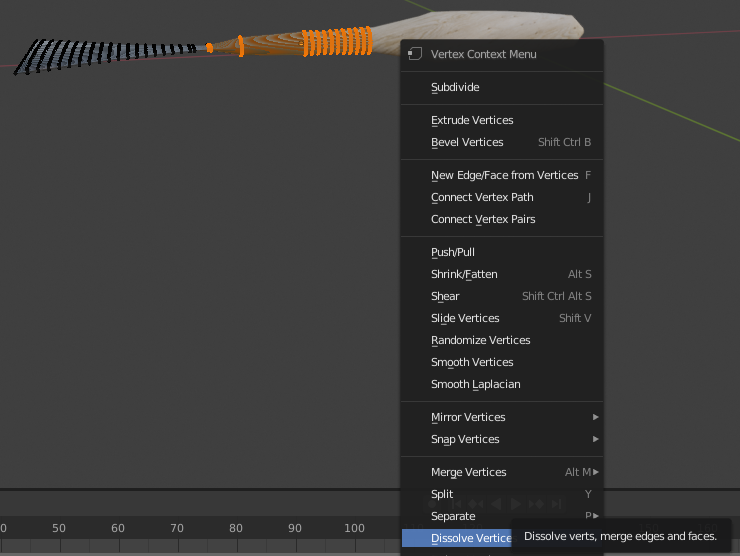 Vertex Context Menu
Subdivide
Extrude Vertices
Bevel Vertices Shift Ctrl B
New Edge/Face from Vertices F
Connect Vertex Path J
Connect Vertex Pairs
Push/Pull
Shrink/Fatten Alt S
Shear Shift Ctrl Alt S
Slide Vertices Shift V
Randomize Vertices
Smooth Vertices
Smooth Laplacian
Mirror Vertices
Snap Vertices
Merge Vertices Alt M
Split Y
Separate P
0 50 60 70 80 90 100
Dissolve Vertice
Dissolve verts, merge edges and faces.